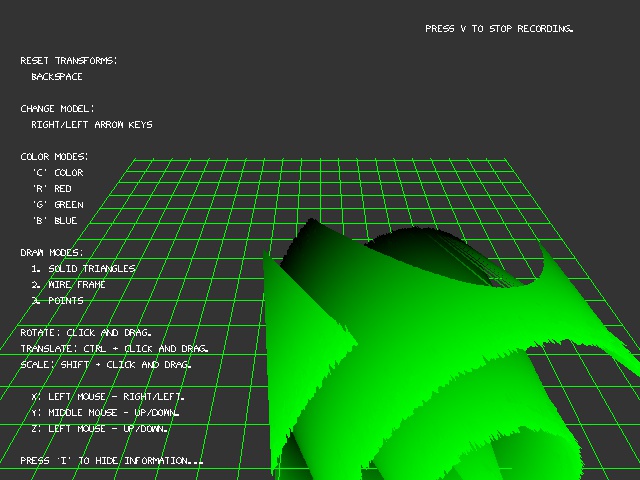 PRESS V TO STOP RECORDING.
RESET TRANSFORMS:
BACKSPACE
CHANGE MODEL:
RIGHT/LEFT ARROW KEYS
COLOR MODES:
'C' COLOR
'R' RED
'G' GREEN
'B' BLUE
DRAW MODES:
1. SOLID TRIANGLES
2. WIRE FRAME
3. POINTS
ROTATE: CLICK AND DRAG.
TRANSLATE: CTRL + CLICK AND DRAG.
SCALE: SHIFT + CLICK AND DRAG.
X: LEFT MOUSE - RIGHT/LEFT.
Y: MIDDLE MOUSE - UP/DOWN.
Z: LEFT MOUSE - UP/DOWN.
PRESS 'I' TO HIDE INFORMATION...